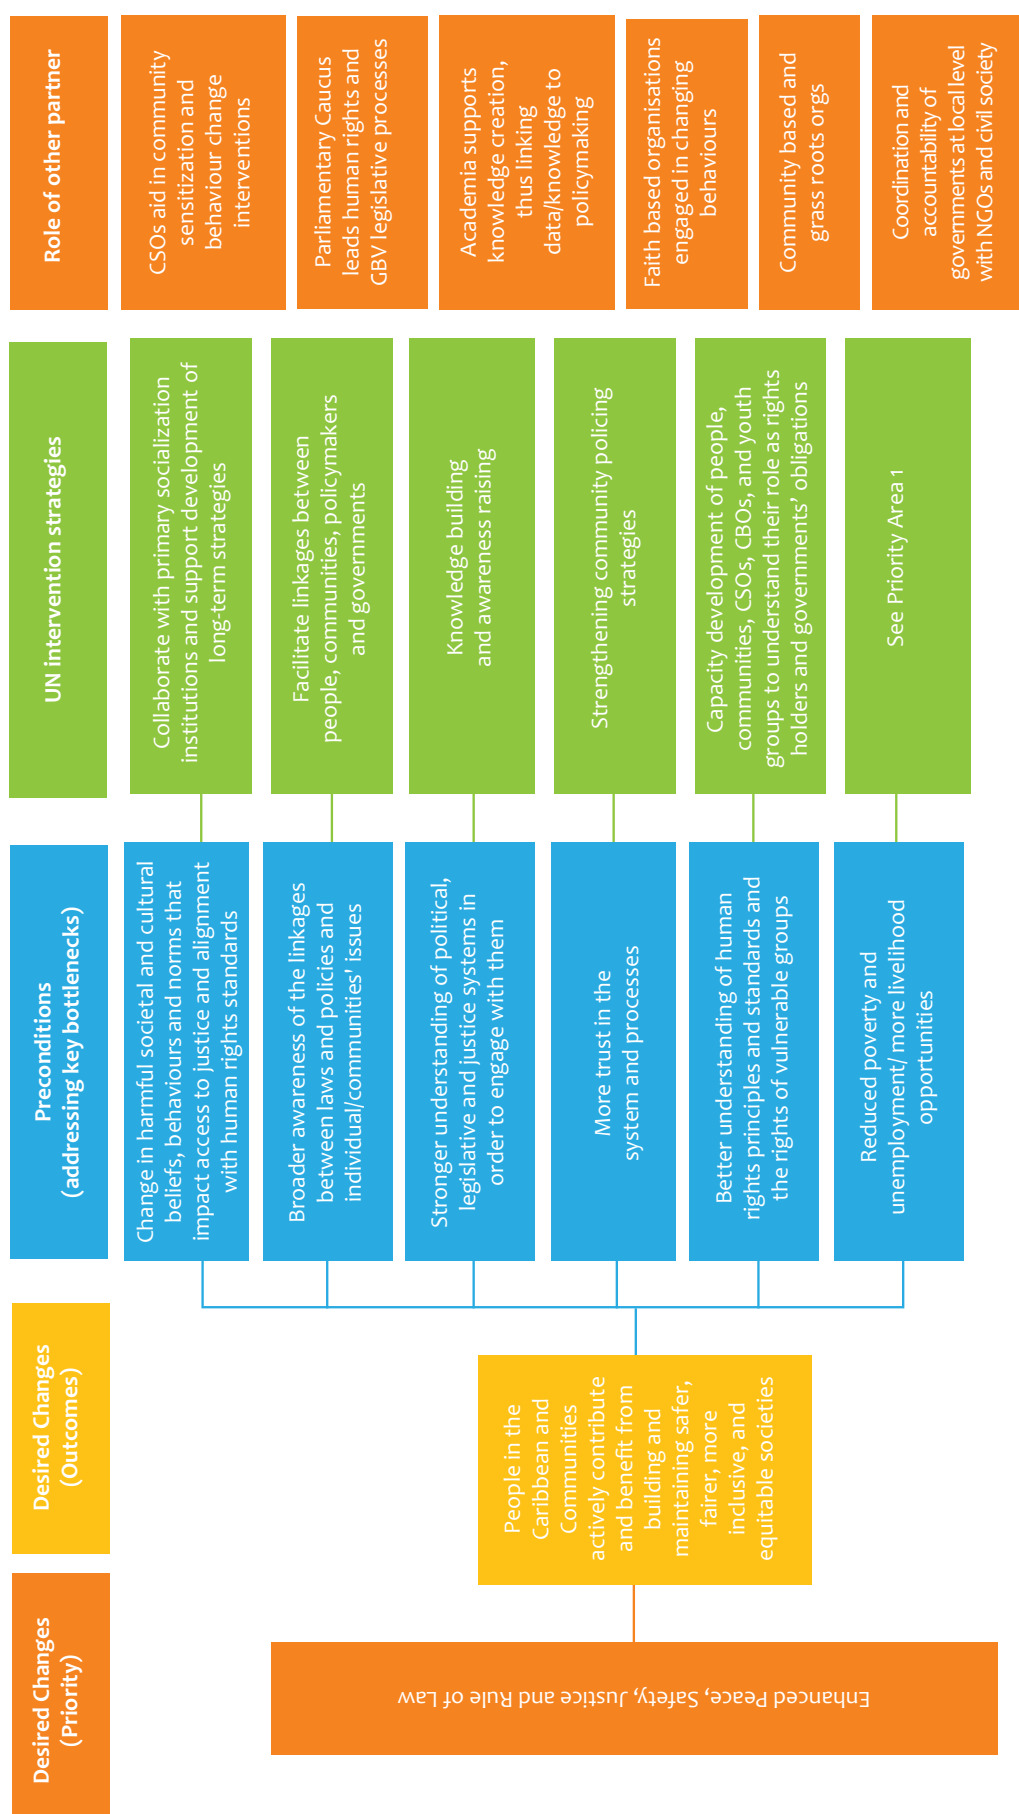 Desired Changes
(Priority)
Desired Changes
(Outcomes)
Preconditions
(addressing key bottlenecks)
UN intervention strategies
Role of other partner
Enhanced Peace, Safety, Justice and Rule of Law
People in the
Caribbean and
Communities
actively contribute
and benefit from
building and
maintaining safer,
fairer, more
inclusive, and
equitable societies
Change in harmful societal and cultural
beliefs, behaviours and norms that
impact access to justice and alignment
with human rights standards
Broader awareness of the linkages
between laws and policies and
individual/communities' issues
Stronger understanding of political,
legislative and justice systems in
order to engage with them
More trust in the
system and processes
Better understanding of human
rights principles and standards and
the rights of vulnerable groups
Reduced poverty and
unemployment/ more livelihood
opportunities
Collaborate with primary socialization
institutions and support development of
long-term strategies
Facilitate linkages between
people, communities, policymakers
and governments
Knowledge building
and awareness raising
Strengthening community policing
strategies
Capacity development of people,
communities, CSOs, CBOs, and youth
groups to understand their role as rights
holders and governments’ obligations
See Priority Area 1
CSOs aid in community
sensitization and
behaviour change
interventions
Parliamentary Caucus
leads human rights and
GBV legislative processes
Academia supports
knowledge creation,
thus linking
data/knowledge to
policymaking
Faith based organisations
engaged in changing
behaviours
Community based and
grass roots orgs
Coordination and
accountability of
governments at local level
with NGOs and civil society